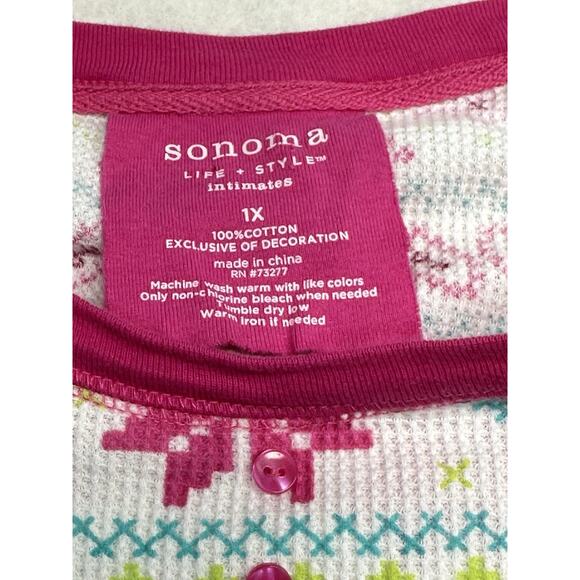 sonoma
LIFE + STYLE™
intimates
1X
100%COTTON
EXCLUSIVE OF DECORATION
made in china
RN #73277
Machine wash warm with like colors
Only non-chlorine bleach when needed
Tumble dry low
Warm iron if needed